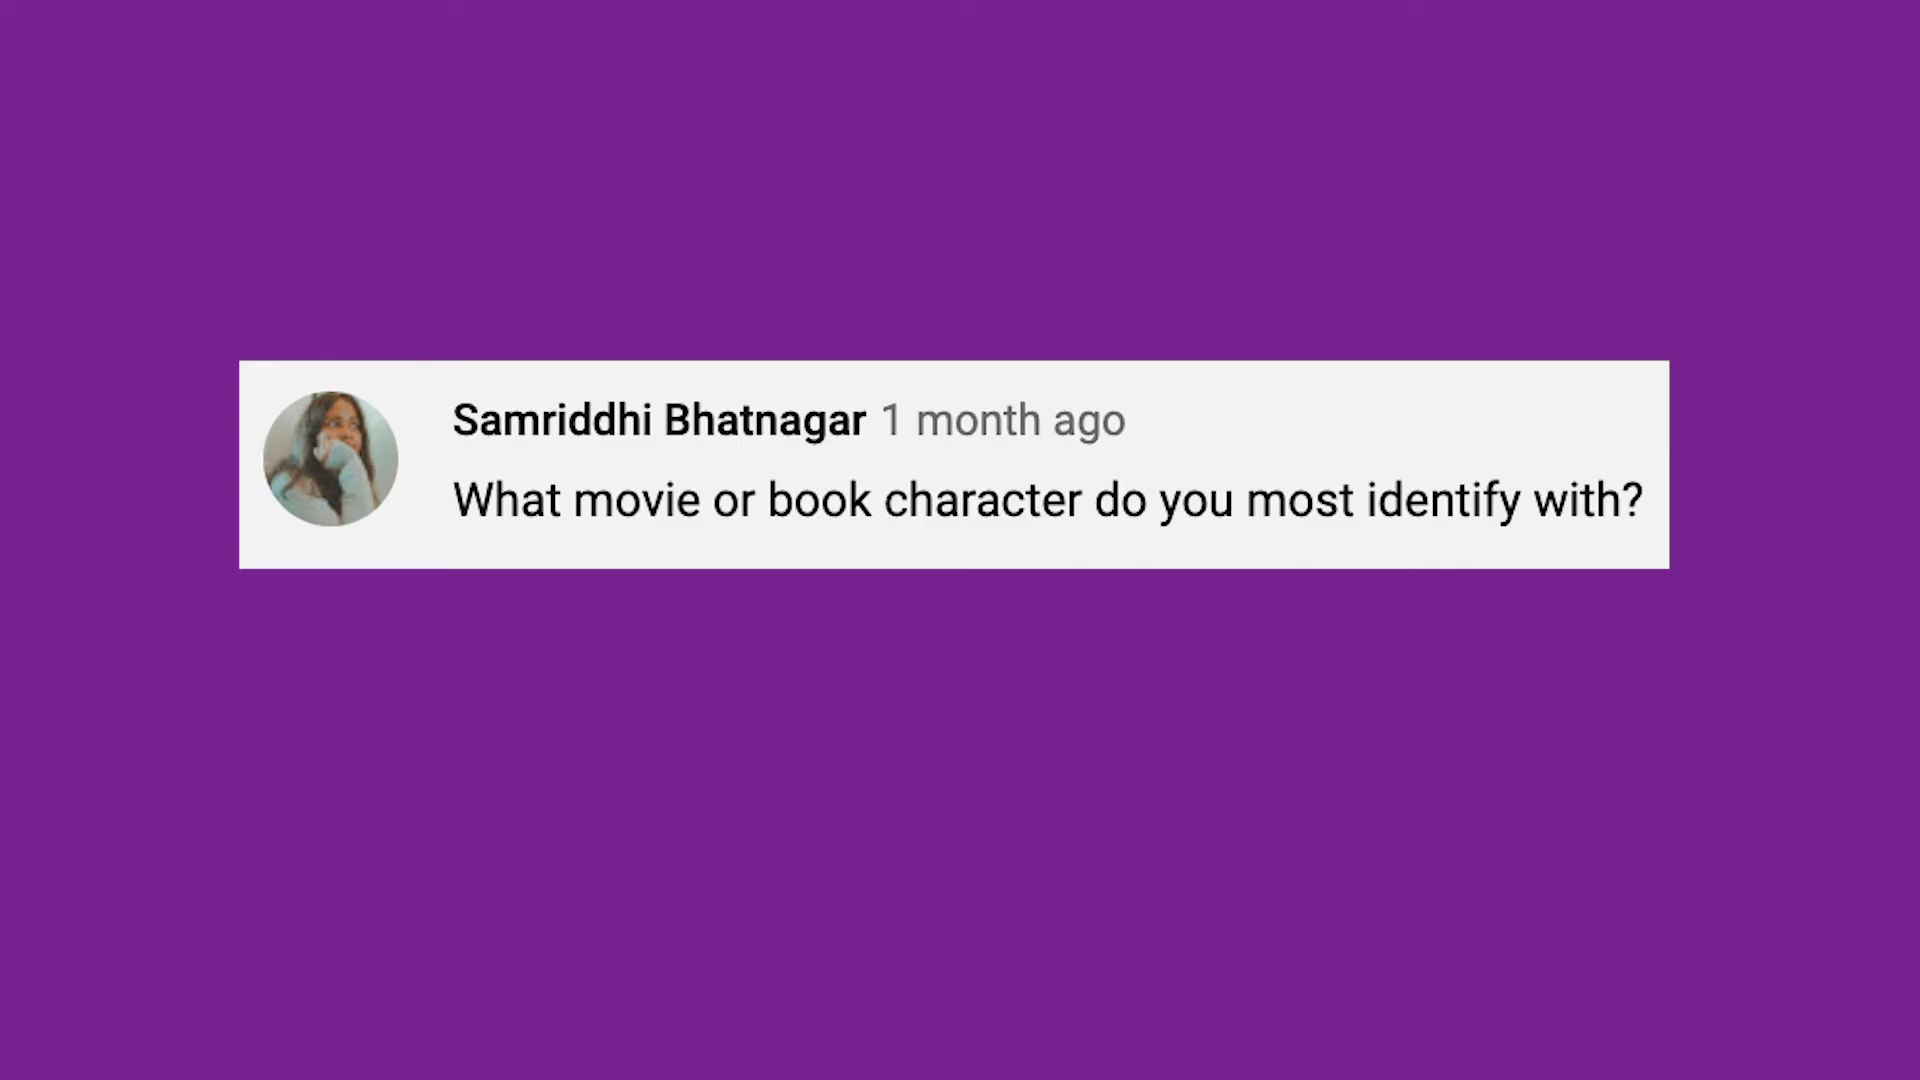 Samriddhi Bhatnagar 1 month ago
What movie or book character do you most identify with?